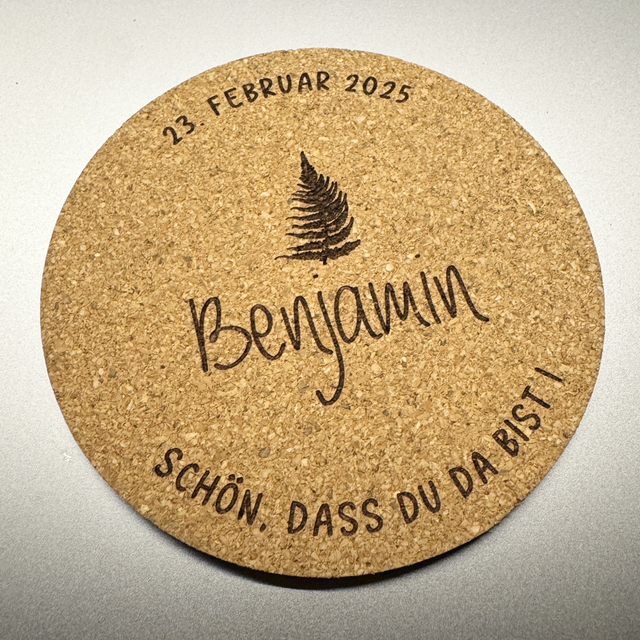 23. FEBRUAR 2025
Benjamin
SCHÖN, DASS DU DA BIST!